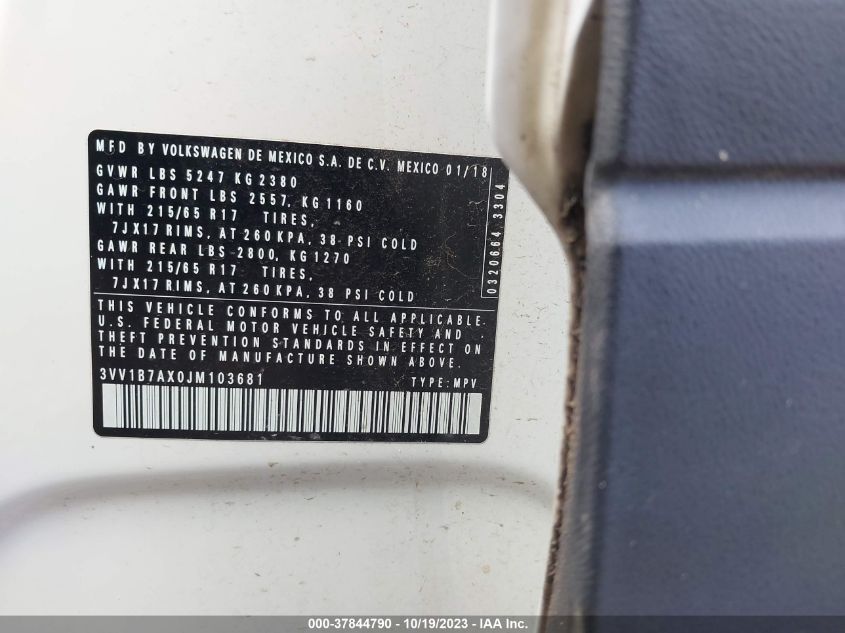 MFD BY VOLKSWAGEN DE MEXICO S.A. DE C.V. MEXICO 01/18
GVWR LBS 5247 KG 2380
GAWR FRONT LBS 2557, KG 1160
WITH 215/65 R17 TIRES,
7JX17 RIMS, AT 260 KPA, 38 PSI COLD
GAWR REAR LBS 2800, KG 1270
WITH 215/65 R17 TIRES,
7JX17 RIMS, AT 260 KPA, 38 PSI COLD
0320664 3304
THIS VEHICLE CONFORMS TO ALL APPLICABLE
U.S. FEDERAL MOTOR VEHICLE SAFETY AND
THEFT PREVENTION STANDARDS IN EFFECT ON
THE DATE OF MANUFACTURE SHOWN ABOVE.
3VV1B7AX0JM103681 TYPE: MPV
000-37844790 - 10/19/2023 - IAA Inc.